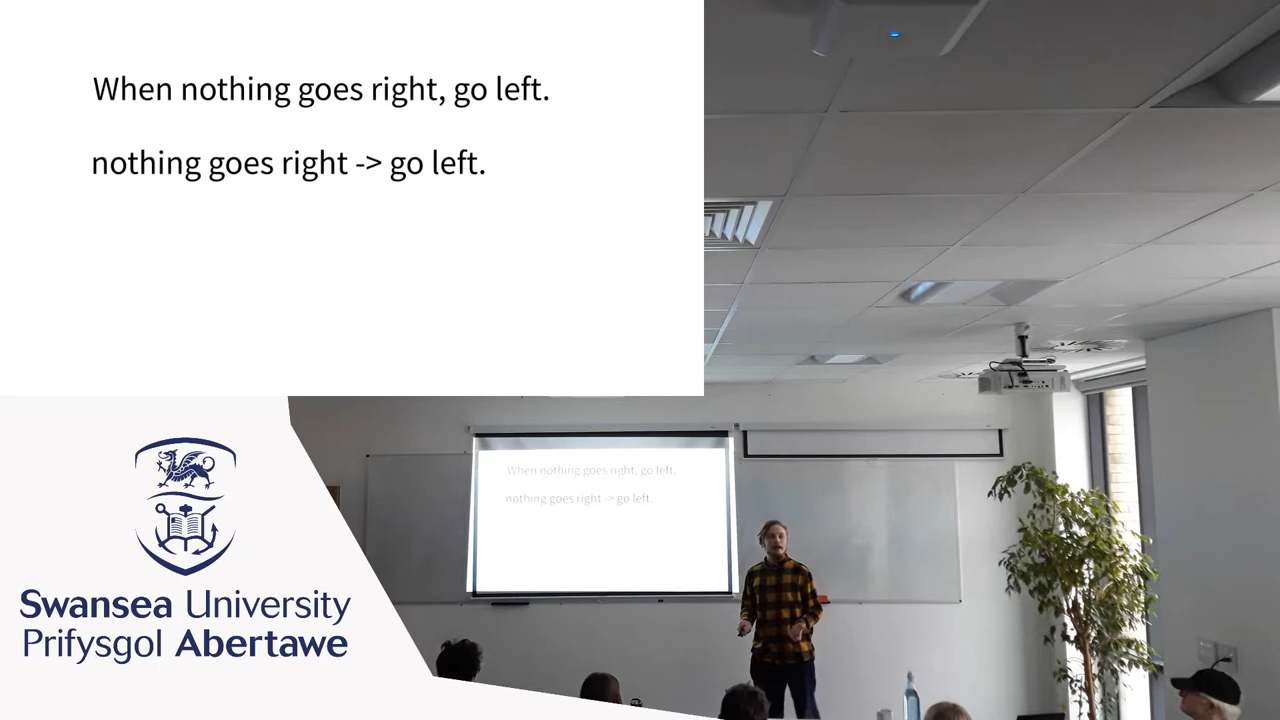 When nothing goes right, go left.
nothing goes right -> go left.
When nothing goes right, go left.
nothing goes right -> go left.
Swansea University
Prifysgol Abertawe